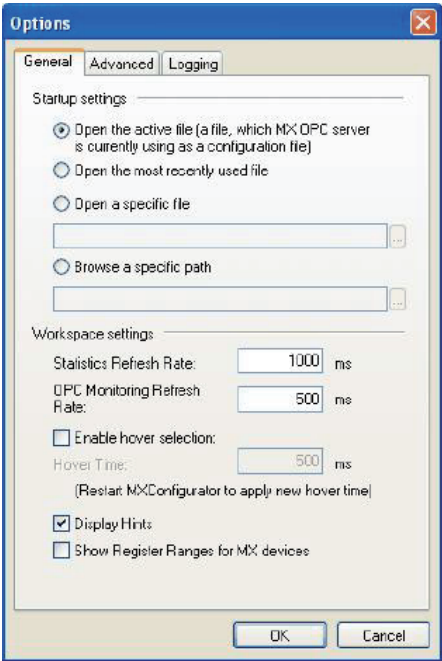 Options
General Advanced Logging
Startup settings
Open the active file (a file, which MX OPC server
is currently using as a configuration file)
Open the most recently used file
Open a specific file
...
Browse a specific path
...
Workspace settings
Statistics Refresh Rate: 1000 ms
OPC Monitoring Refresh
Rate: 500 ms
Enable hover selection:
Hover Time: 500 ms
(Restart MXConfigurator to apply new hover time)
Display Hints
Show Register Ranges for MX devices
OK Cancel